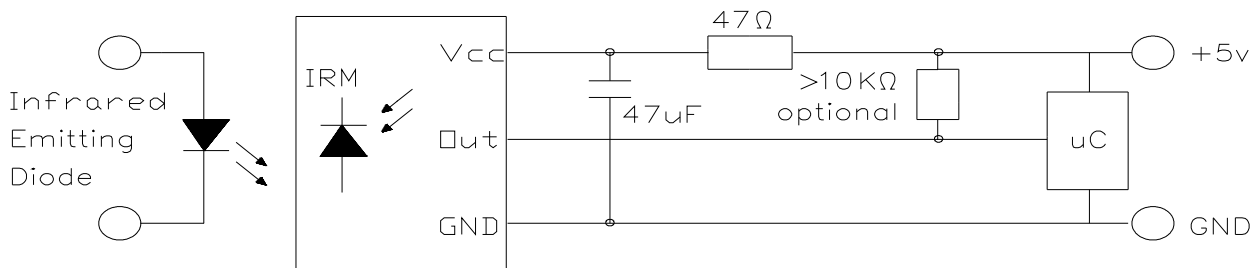 Infrared
Emitting
Diode
IRM
Vcc
Out
GND
47Ω
47uF
>10KΩ
optional
uC
+5v
GND